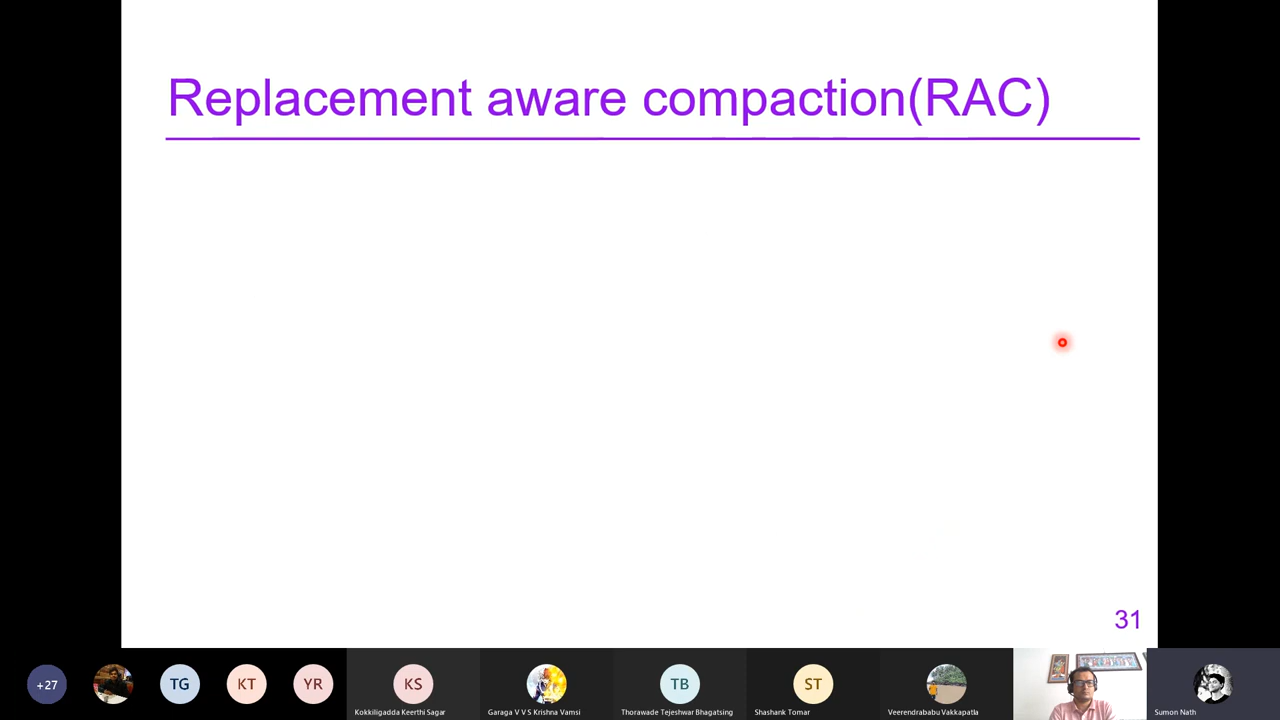 Replacement aware compaction(RAC)
31
+27
TG
KT
YR
KS
TB
ST
Kokkiligadda Keerthi Sagar
Garaga V V S Krishna Vamsi
Thorawade Tejeshwar Bhagatsing
Shashank Tomar
Veerendrababu Vakkapatla
Sumon Nath